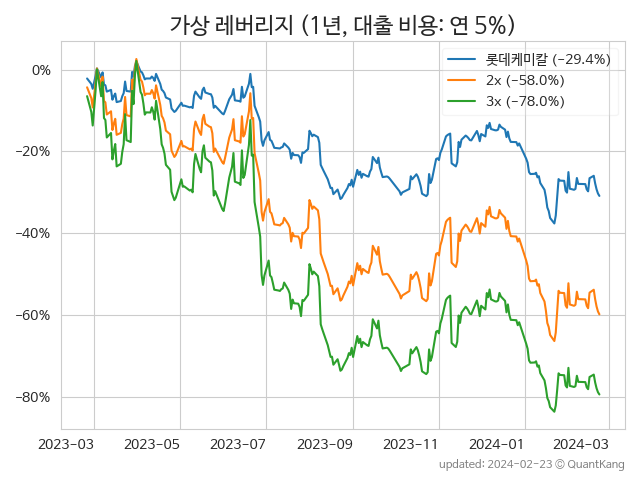 가상 레버리지 (1년, 대출 비용: 연 5%)
롯데케미칼 (−29.4%)
2x (−58.0%)
3x (−78.0%)
0%
−20%
−40%
−60%
−80%
2023-03 2023-05 2023-07 2023-09 2023-11 2024-01 2024-03
updated: 2024-02-23 © QuantKang